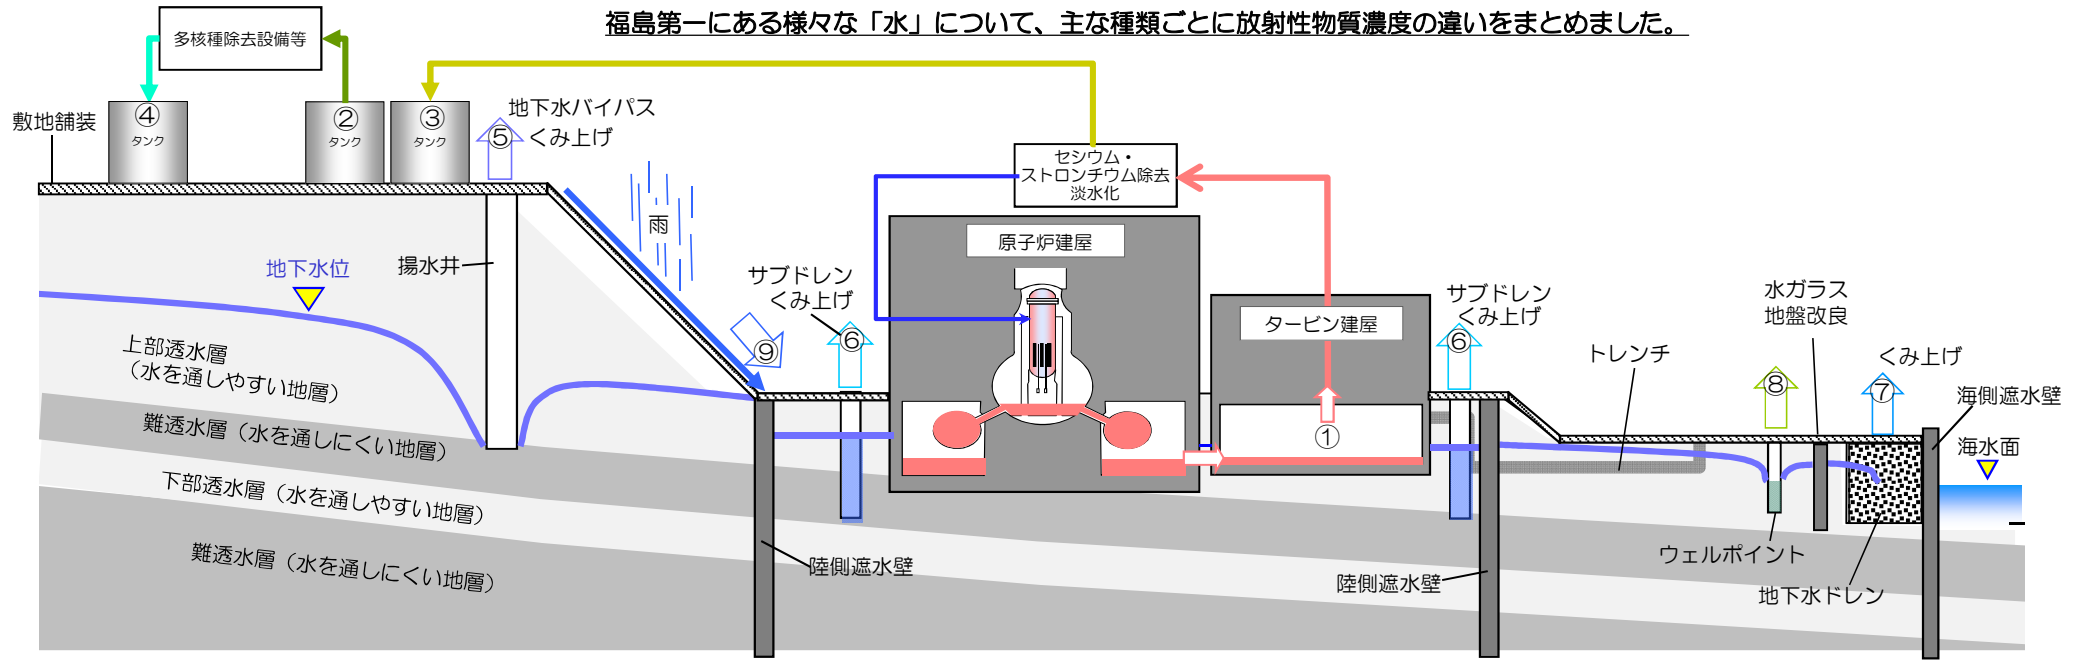 福島第一にある様々な「水」について、主な種類ごとに放射性物質濃度の違いをまとめました。
多核種除去設備等
敷地舗装
④
タンク
②
タンク
③
タンク
⑤
地下水バイパス
くみ上げ
雨
セシウム・
ストロンチウム除去
淡水化
原子炉建屋
地下水位
揚水井
サブドレン
くみ上げ
⑨
⑥
タービン建屋
①
サブドレン
くみ上げ
⑥
水ガラス
地盤改良
トレンチ
くみ上げ
⑧
⑦
海側遮水壁
海水面
上部透水層
（水を通しやすい地層）
難透水層（水を通しにくい地層）
下部透水層（水を通しやすい地層）
難透水層（水を通しにくい地層）
陸側遮水壁
陸側遮水壁
ウェルポイント
地下水ドレン